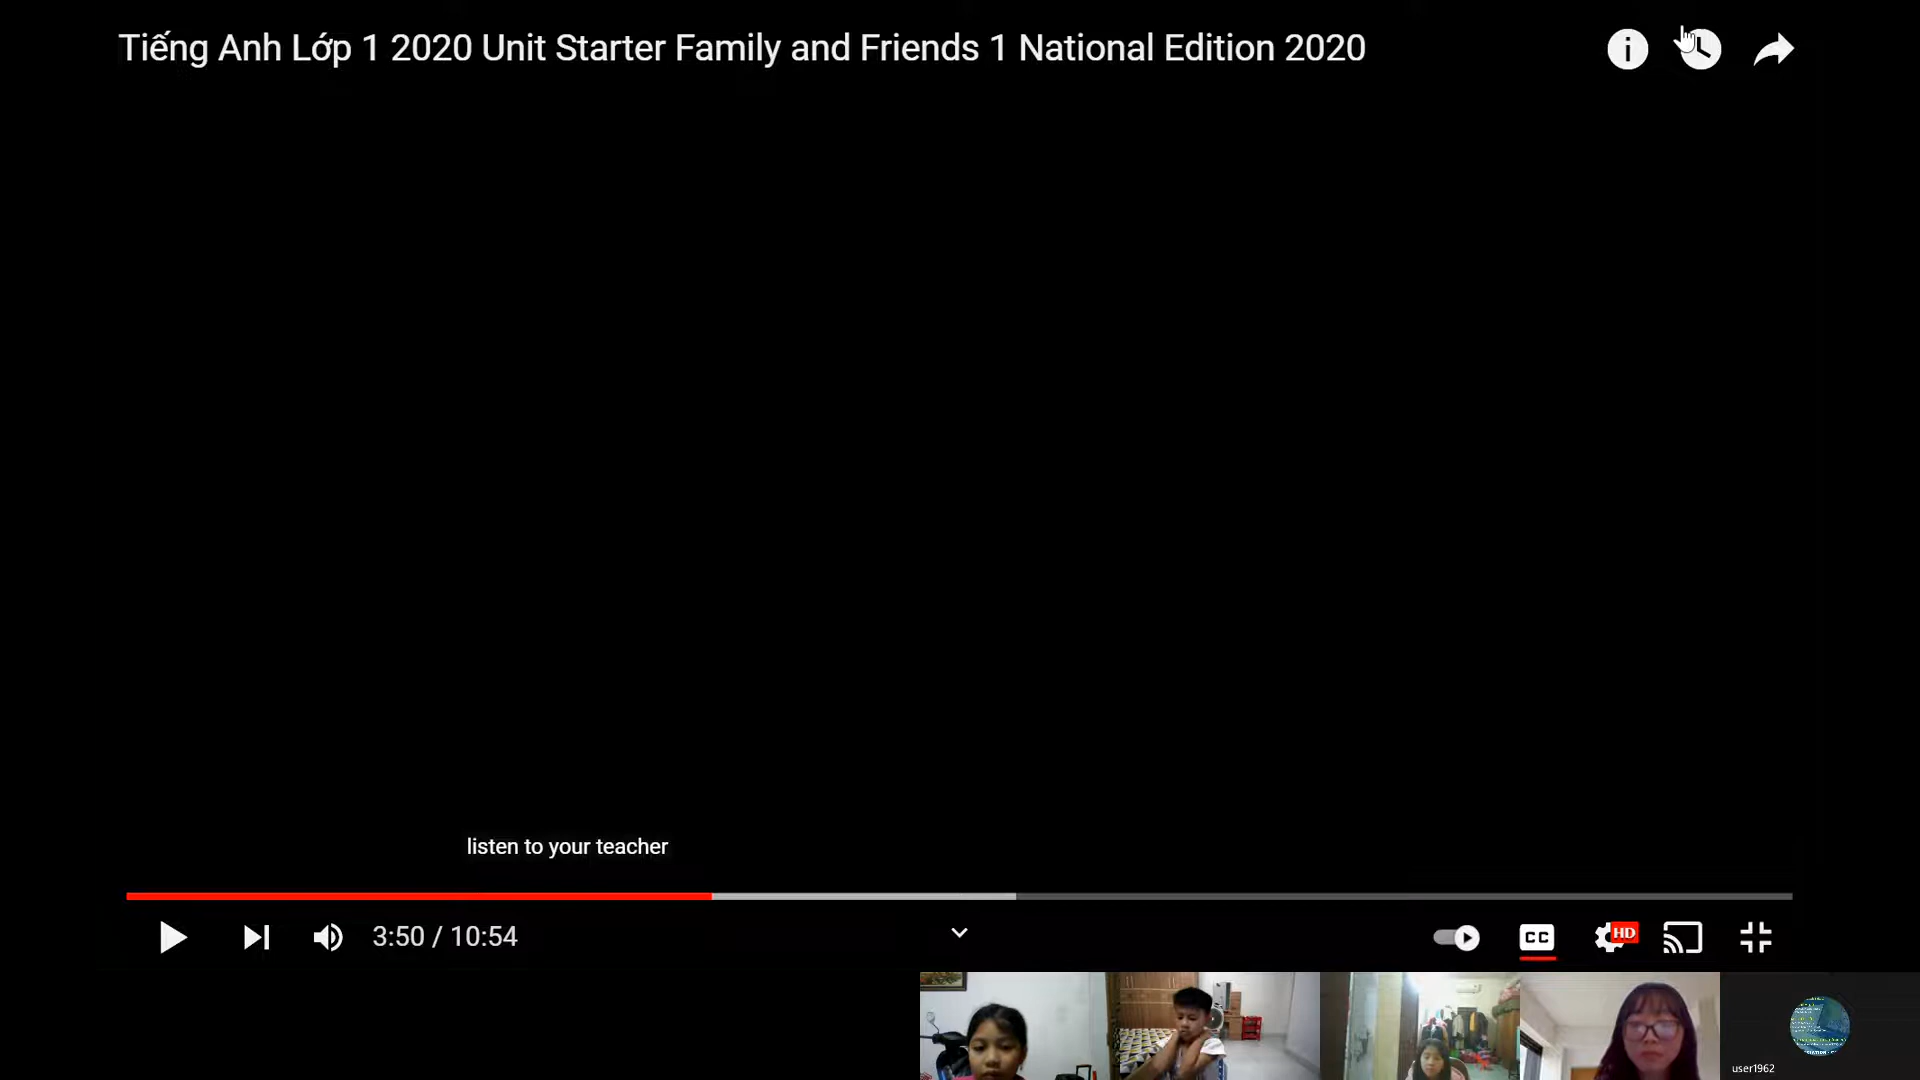 Tiếng Anh Lớp 1 2020 Unit Starter Family and Friends 1 National Edition 2020
listen to your teacher
3:50 / 10:54
CC
HD
user1962